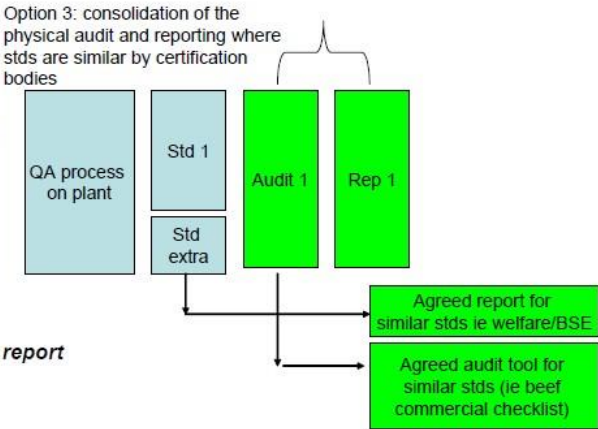 Option 3: consolidation of the
physical audit and reporting where
stds are similar by certification
bodies
QA process
on plant
Std 1
Std
extra
Audit 1
Rep 1
Agreed report for
similar stds ie welfare/BSE
report
Agreed audit tool for
similar stds (ie beef
commercial checklist)